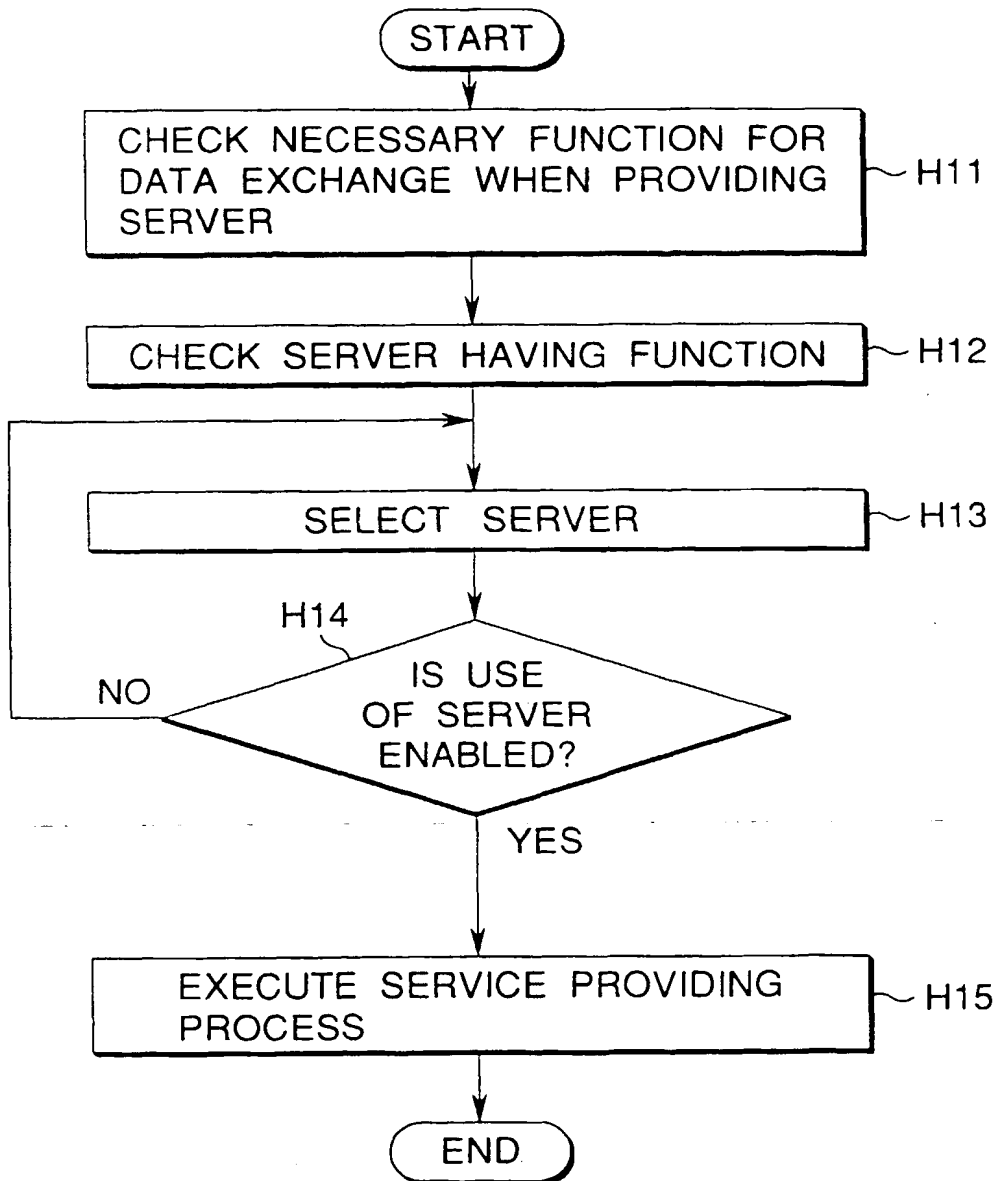 START
CHECK NECESSARY FUNCTION FOR
DATA EXCHANGE WHEN PROVIDING
SERVER
H11
CHECK SERVER HAVING FUNCTION
H12
SELECT SERVER
H13
H14
IS USE
OF SERVER
ENABLED?
NO
YES
EXECUTE SERVICE PROVIDING
PROCESS
H15
END